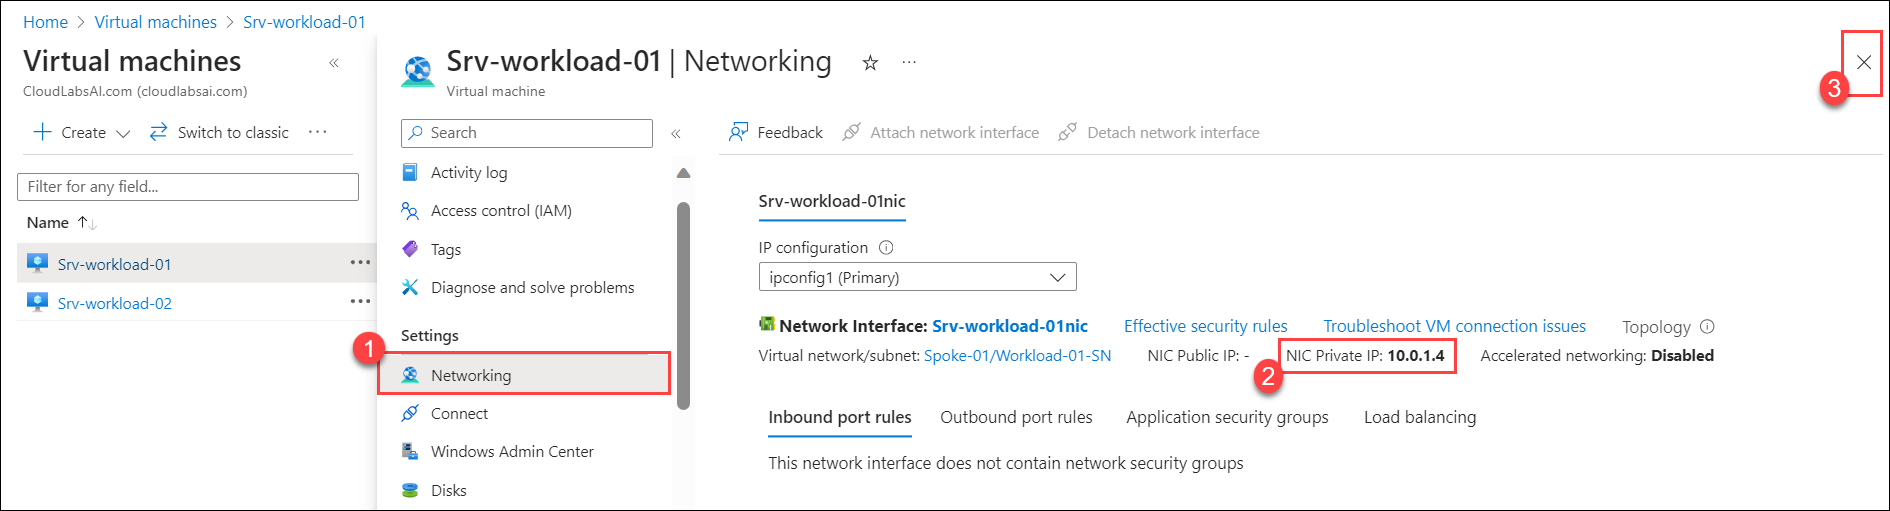 Home > Virtual machines > Srv-workload-01
Virtual machines «
CloudLabsAI.com (cloudlabsai.com)
+ Create Switch to classic ...
Filter for any field...
Name ↑↓
Srv-workload-01 ...
Srv-workload-02 ...
Srv-workload-01 | Networking ☆ ...
Virtual machine
3
Search «
Activity log
Access control (IAM)
Tags
Diagnose and solve problems
Settings
1
Networking
Connect
Windows Admin Center
Disks
Feedback Attach network interface Detach network interface
Srv-workload-01nic
IP configuration
ipconfig1 (Primary)
Network Interface: Srv-workload-01nic Effective security rules Troubleshoot VM connection issues Topology
Virtual network/subnet: Spoke-01/Workload-01-SN NIC Public IP: - NIC Private IP: 10.0.1.4 Accelerated networking: Disabled
2
Inbound port rules Outbound port rules Application security groups Load balancing
This network interface does not contain network security groups